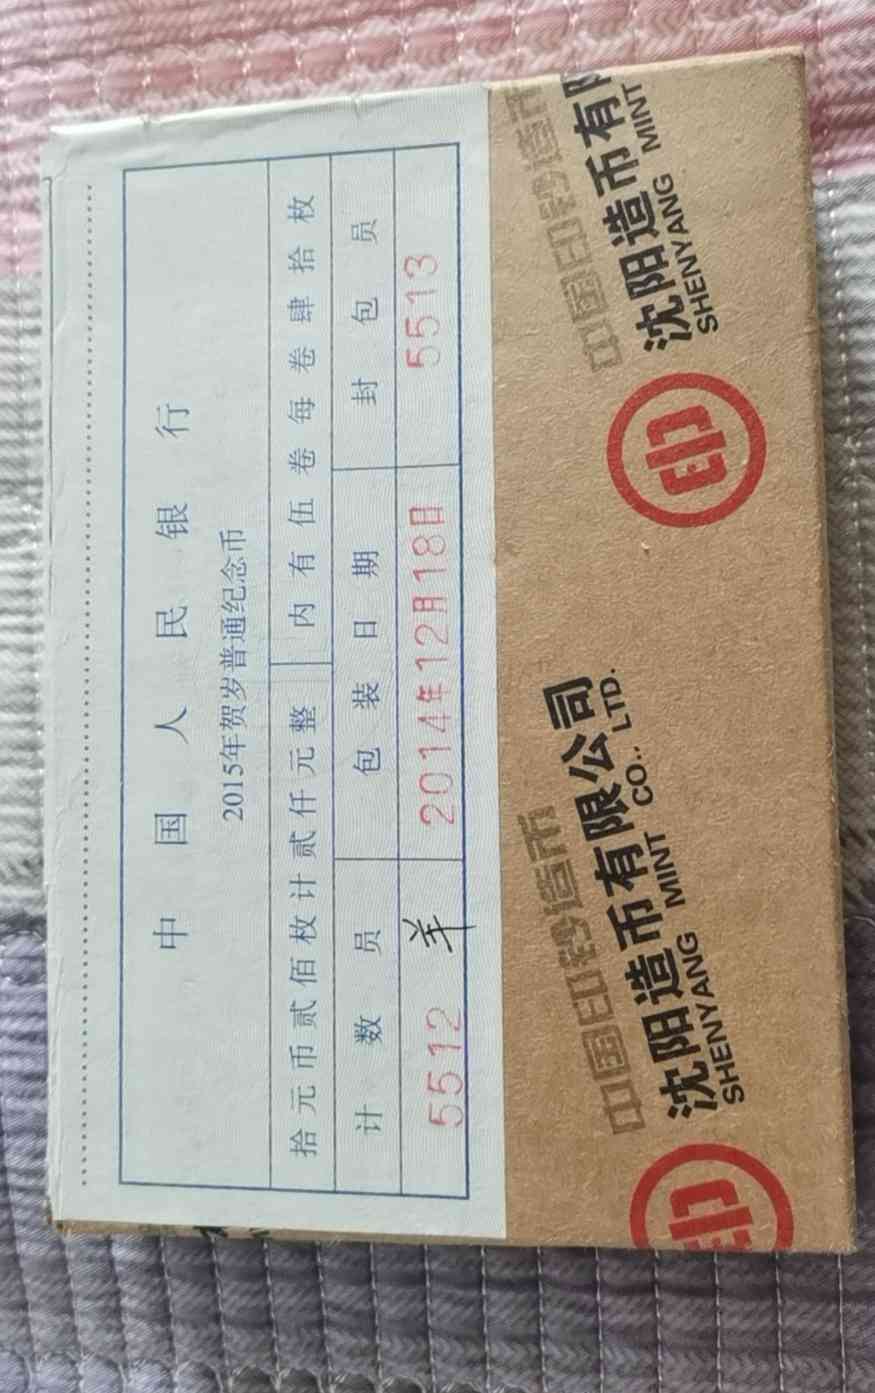 中国人民银行
2015年贺岁普通纪念币
拾元币贰佰枚计贰仟元整 内有伍卷每卷肆拾枚
计数员 包装日期 封包员
5512 羊 2014年12月18日 5513
中国印钞造币
沈阳造币有限公司
SHENYANG MINT CO., LTD.
中国印钞造币
沈阳造币有限
SHENYANG MINT